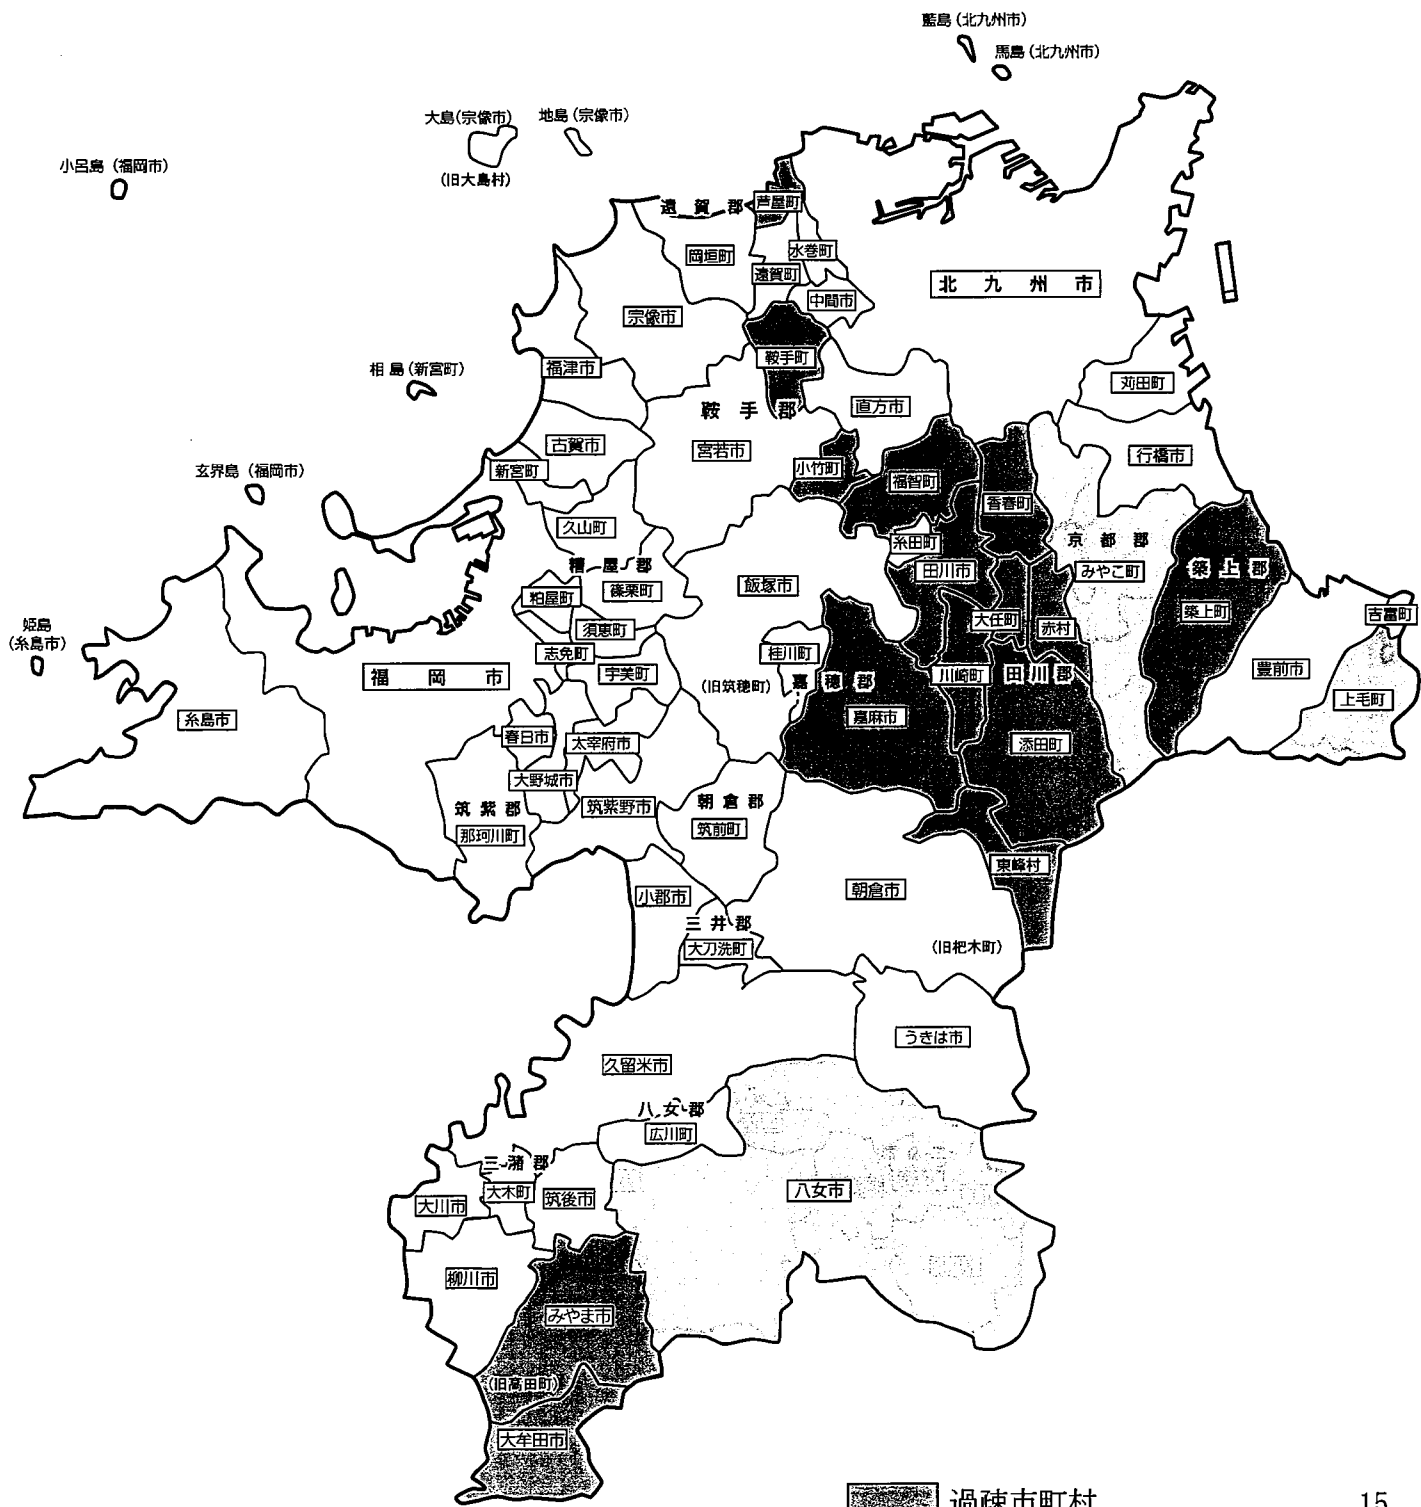 藍島(北九州市)
馬島(北九州市)
大島(宗像市)
地島(宗像市)
小呂島(福岡市)
(旧大島村)
遠賀郡
芦屋町
岡垣町
水巻町
遠賀町
北九州市
中間市
宗像市
鞍手町
福津市
相島(新宮町)
苅田町
鞍手郡
直方市
古賀市
宮若市
行橋市
新宮町
小竹町
玄界島(福岡市)
福智町
香春町
久山町
糸田町
京都郡
糟屋郡
田川市
みやこ町
築上郡
飯塚市
篠栗町
粕屋町
築上町
吉富町
大任町
須恵町
赤村
姫島
(糸島市)
志免町
桂川町
宇美町
福岡市
(旧筑穂町)
嘉穂郡
川崎町
田川郡
豊前市
上毛町
糸島市
嘉麻市
春日市
太宰府市
添田町
大野城市
筑紫郡
筑紫野市
朝倉郡
那珂川町
筑前町
東峰村
小郡市
朝倉市
三井郡
大刀洗町
(旧杷木町)
うきは市
久留米市
八女郡
広川町
三潴郡
大木町
大川市
筑後市
八女市
柳川市
みやま市
(旧高田町)
大牟田市
過疎市町村
15